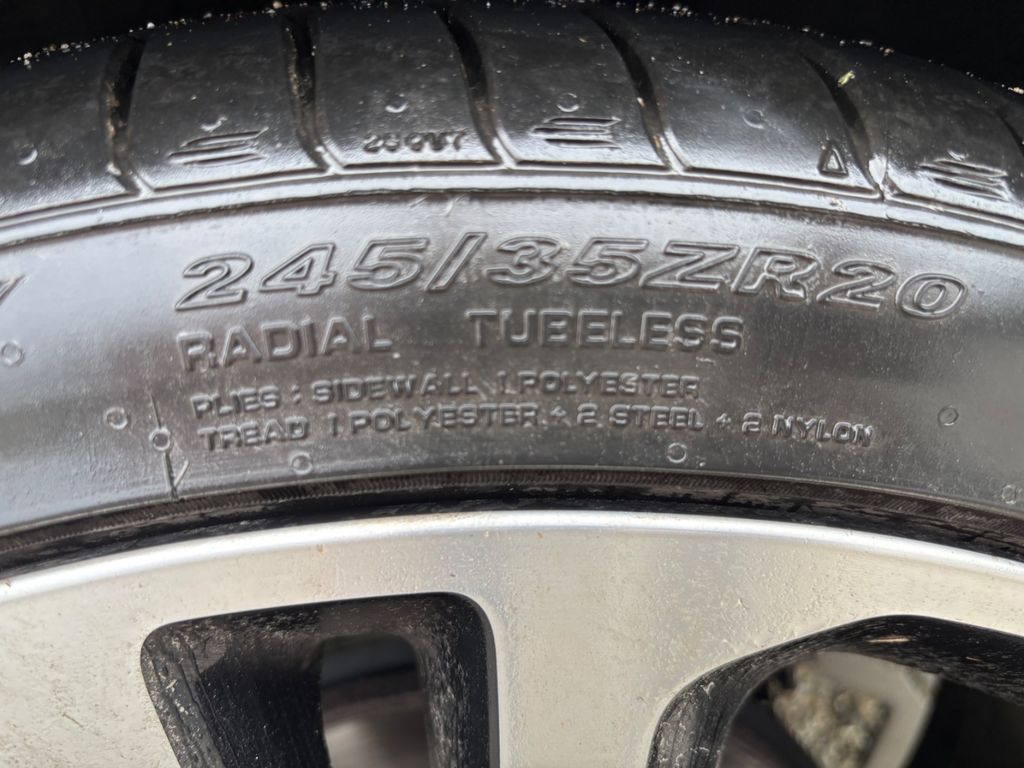 245/35ZR20
RADIAL TUBELESS
PLIES : SIDEWALL 1 POLYESTER
TREAD 1 POLYESTER + 2 STEEL + 2 NYLON